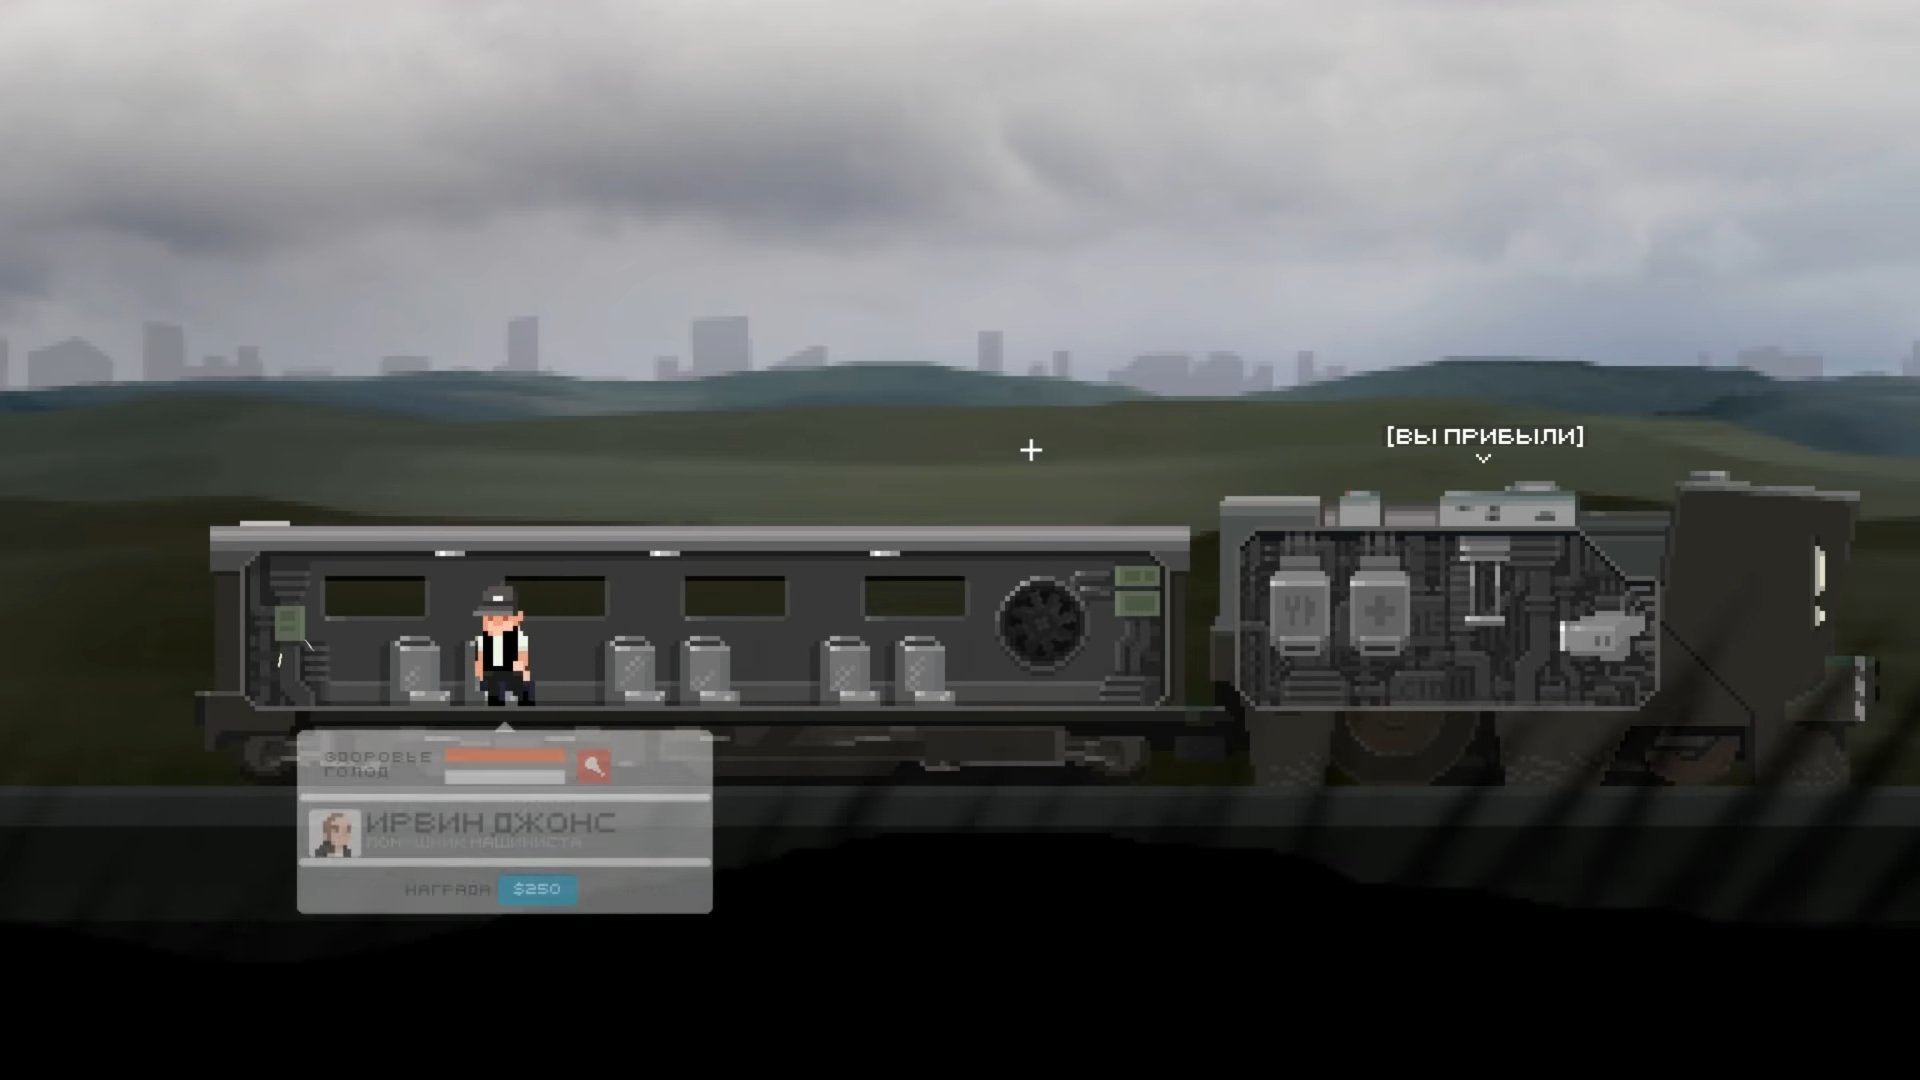 [ВЫ ПРИБЫЛИ]
ЗДОРОВЬЕ
ГОЛОД
ИРВИН ДЖОНС
ПОМОЩНИК МАШИНИСТА
НАГРАДА $250